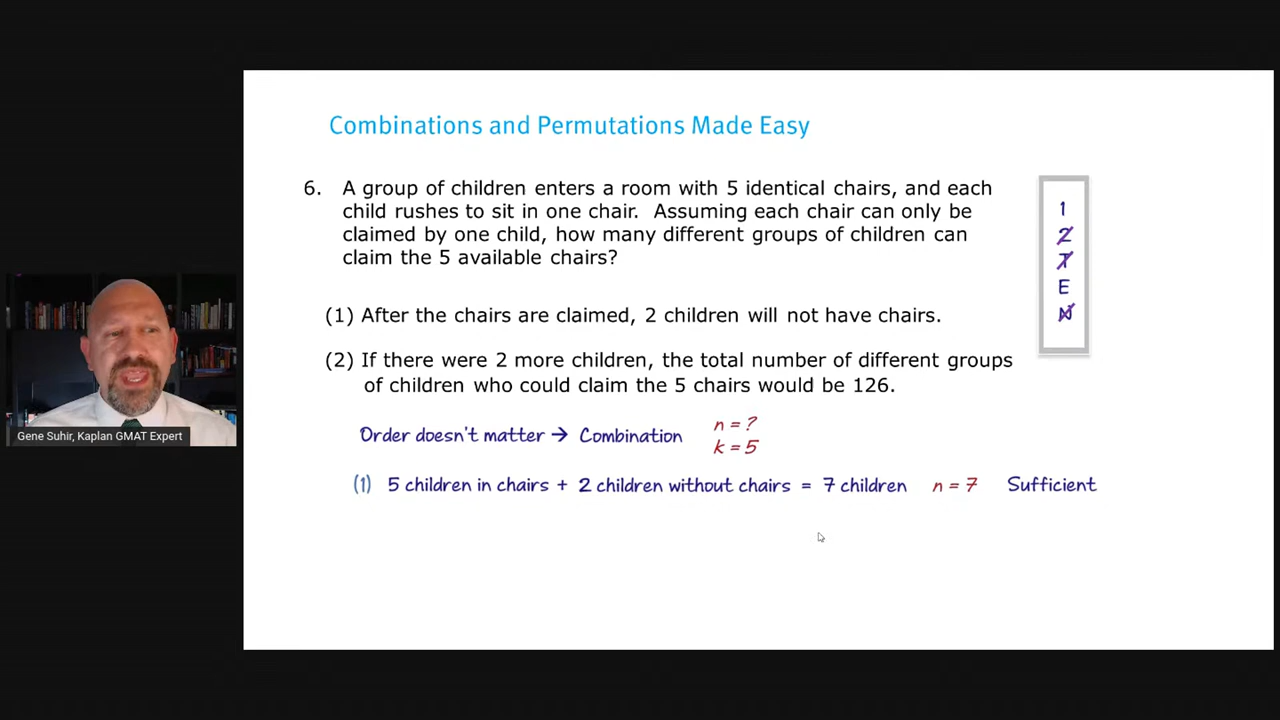 Combinations and Permutations Made Easy
6. A group of children enters a room with 5 identical chairs, and each
child rushes to sit in one chair. Assuming each chair can only be
claimed by one child, how many different groups of children can
claim the 5 available chairs?
(1) After the chairs are claimed, 2 children will not have chairs.
(2) If there were 2 more children, the total number of different groups
of children who could claim the 5 chairs would be 126.
1
2
T
E
N
Order doesn't matter → Combination
n = ?
k = 5
(1) 5 children in chairs + 2 children without chairs = 7 children n = 7 Sufficient
Gene Suhir, Kaplan GMAT Expert